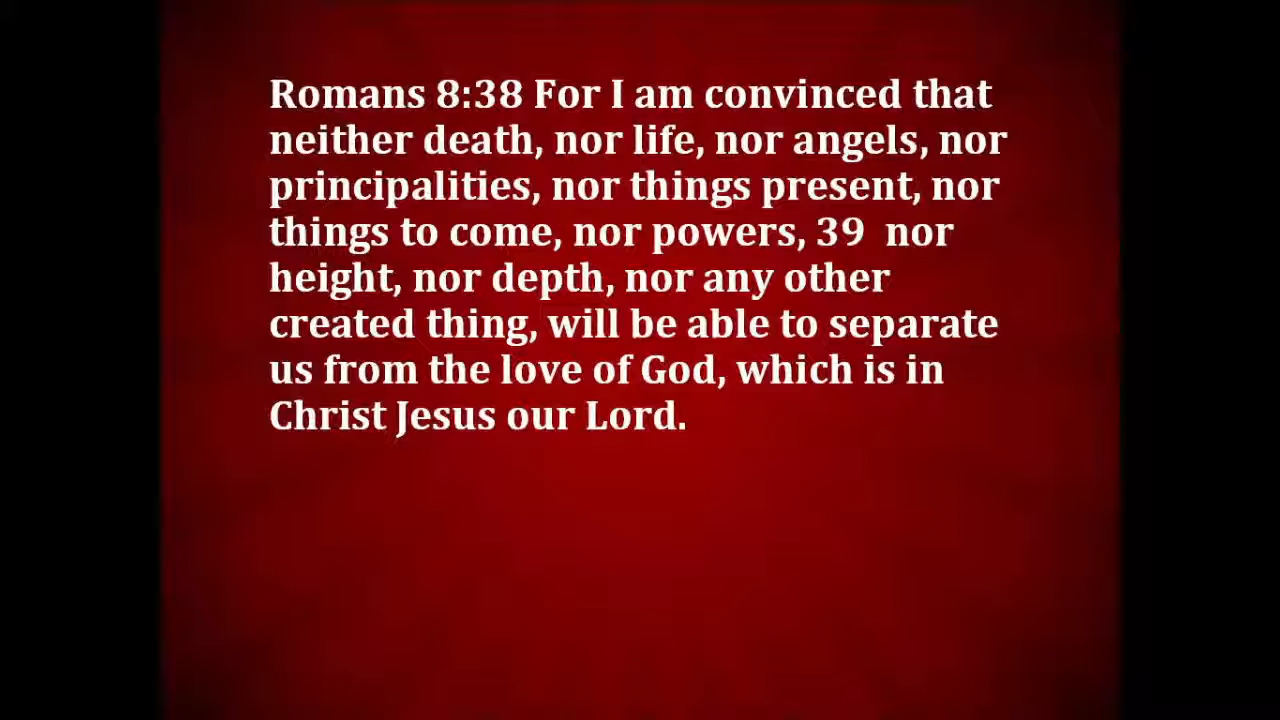 Romans 8:38 For I am convinced that
neither death, nor life, nor angels, nor
principalities, nor things present, nor
things to come, nor powers, 39  nor
height, nor depth, nor any other
created thing, will be able to separate
us from the love of God, which is in
Christ Jesus our Lord.